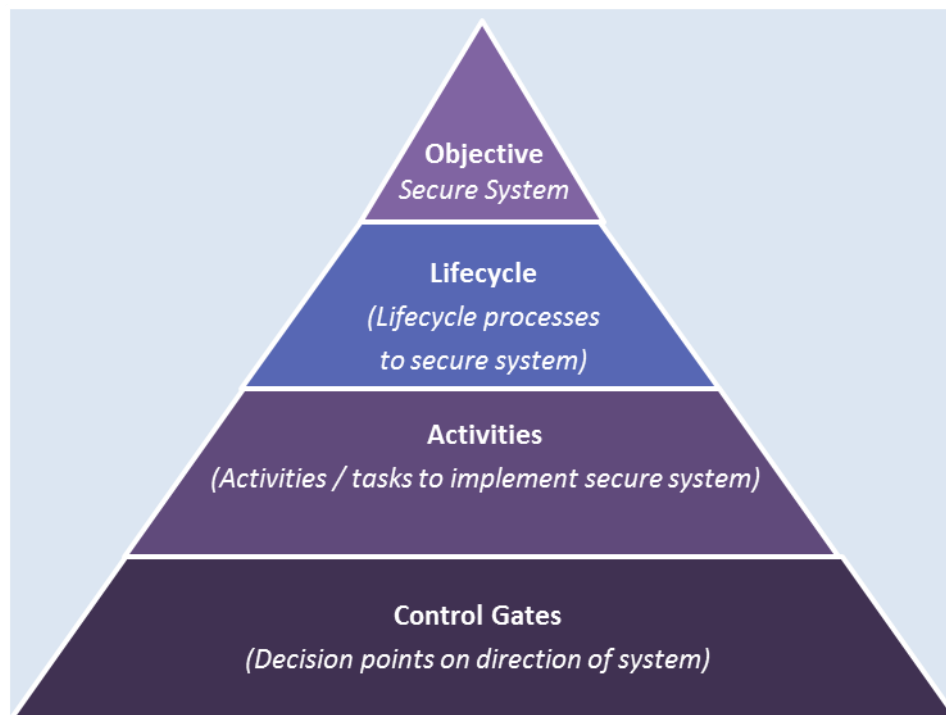 Objective
Secure System
Lifecycle
(Lifecycle processes
to secure system)
Activities
(Activities / tasks to implement secure system)
Control Gates
(Decision points on direction of system)